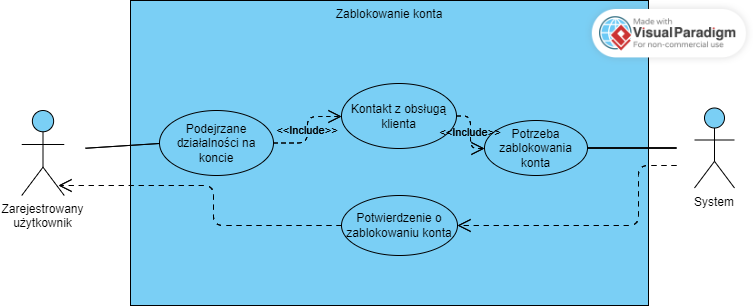 Zablokowanie konta
Made with
Visual Paradigm
For non-commercial use
Kontakt z obsługą
klienta
Podejrzane
działalności na
koncie
<<Include>>
<<Include>>
Potrzeba
zablokowania
konta
Zarejestrowany
użytkownik
System
Potwierdzenie o
zablokowaniu konta